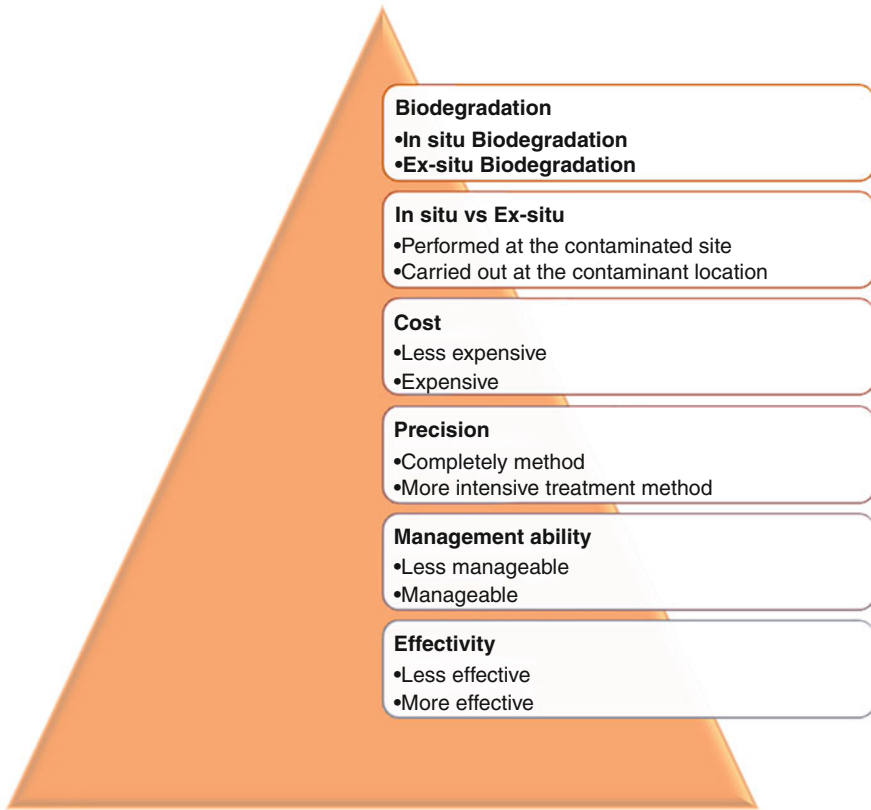 Biodegradation
•In situ Biodegradation
•Ex-situ Biodegradation
In situ vs Ex-situ
•Performed at the contaminated site
•Carried out at the contaminant location
Cost
•Less expensive
•Expensive
Precision
•Completely method
•More intensive treatment method
Management ability
•Less manageable
•Manageable
Effectivity
•Less effective
•More effective